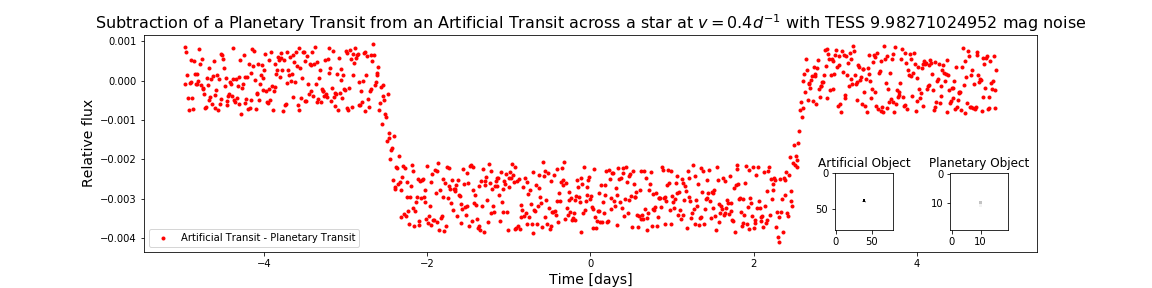 Subtraction of a Planetary Transit from an Artificial Transit across a star at v = 0.4d⁻¹ with TESS 9.98271024952 mag noise
Relative flux
0.001
0.000
−0.001
−0.002
−0.003
−0.004
Artificial Object
0
50
0 50
Planetary Object
0
10
0 10
Artificial Transit - Planetary Transit
−4 −2 0 2 4
Time [days]